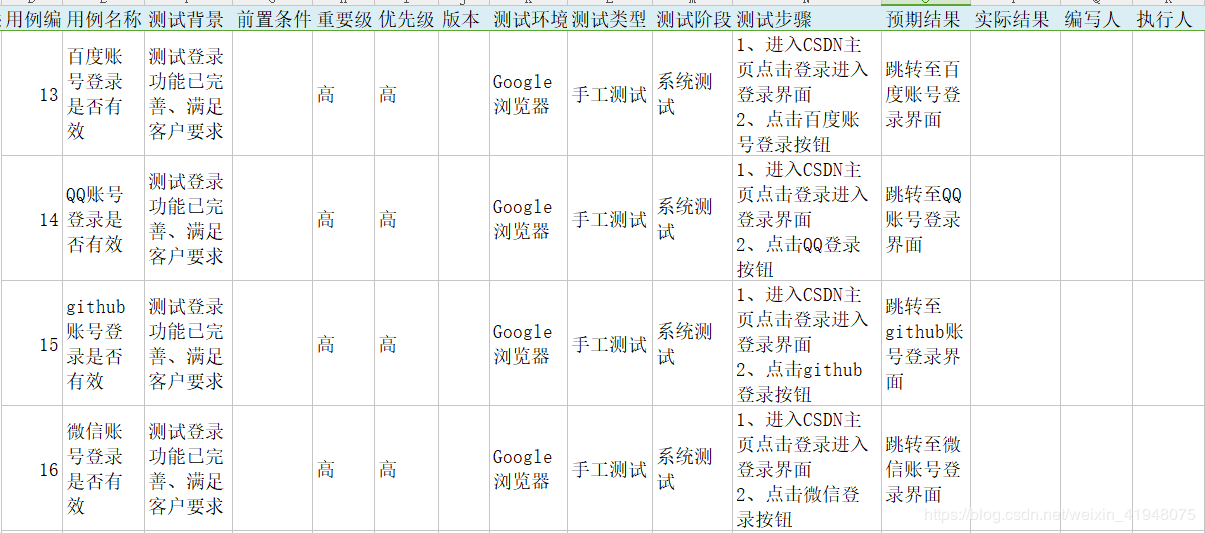 用例编 用例名称 测试背景 前置条件 重要级 优先级 版本 测试环境 测试类型 测试阶段 测试步骤 预期结果 实际结果 编写人 执行人
13
百度账
号登录
是否有
效
测试登录
功能已完
善、满足
客户要求
高
高
Google
浏览器
手工测试
系统测
试
1、进入CSDN主
页点击登录进入
登录界面
2、点击百度账
号登录按钮
跳转至百
度账号登
录界面
14
QQ账号
登录是
否有效
测试登录
功能已完
善、满足
客户要求
高
高
Google
浏览器
手工测试
系统测
试
1、进入CSDN主
页点击登录进入
登录界面
2、点击QQ登录
按钮
跳转至QQ
账号登录
界面
15
github
账号登
录是否
有效
测试登录
功能已完
善、满足
客户要求
高
高
Google
浏览器
手工测试
系统测
试
1、进入CSDN主
页点击登录进入
登录界面
2、点击github
登录按钮
跳转至
github账
号登录界
面
16
微信账
号登录
是否有
效
测试登录
功能已完
善、满足
客户要求
高
高
Google
浏览器
手工测试
系统测
试
1、进入CSDN主
页点击登录进入
登录界面
2、点击微信登
录按钮
跳转至微
信账号登
录界面
https://blog.csdn.net/weixin_41948075